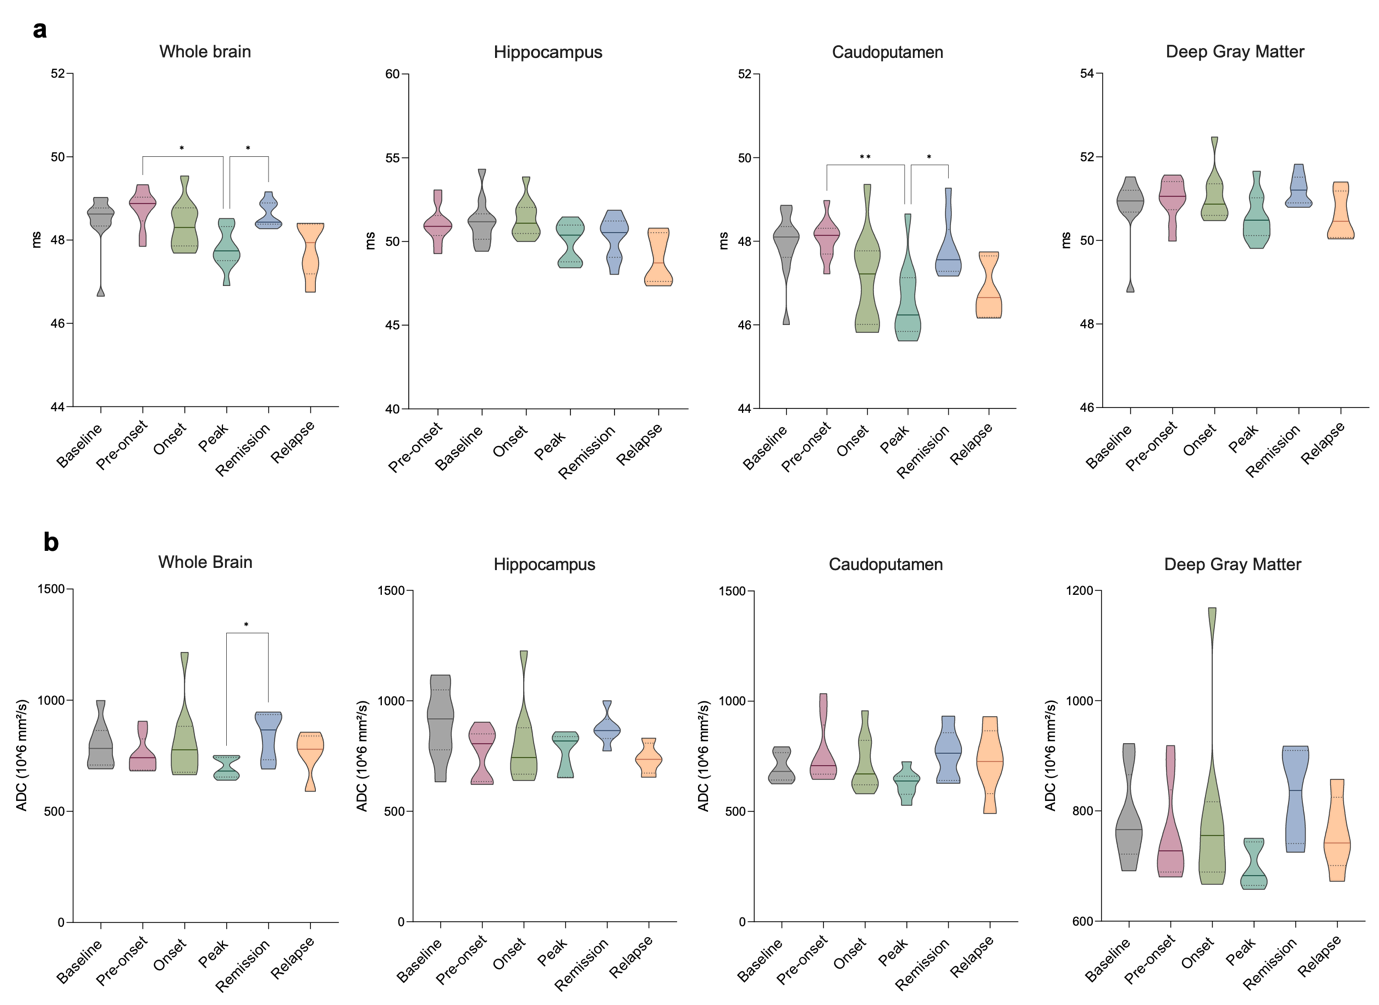 a
Whole brain
Hippocampus
Caudoputamen
Deep Gray Matter
52
50
48
46
44
ms
*
*
Baseline
Pre-onset
Onset
Peak
Remission
Relapse
60
55
50
45
40
ms
Pre-onset
Baseline
Onset
Peak
Remission
Relapse
52
50
48
46
44
ms
**
*
Baseline
Pre-onset
Onset
Peak
Remission
Relapse
54
52
50
48
46
ms
Baseline
Pre-onset
Onset
Peak
Remission
Relapse
b
Whole Brain
Hippocampus
Caudoputamen
Deep Gray Matter
1500
1000
500
0
ADC (10^6 mm²/s)
*
Baseline
Pre-onset
Onset
Peak
Remission
Relapse
1500
1000
500
0
ADC (10^6 mm²/s)
Baseline
Pre-onset
Onset
Peak
Remission
Relapse
1500
1000
500
0
ADC (10^6 mm²/s)
Baseline
Pre-onset
Onset
Peak
Remission
Relapse
1200
1000
800
600
ADC (10^6 mm²/s)
Baseline
Pre-onset
Onset
Peak
Remission
Relapse